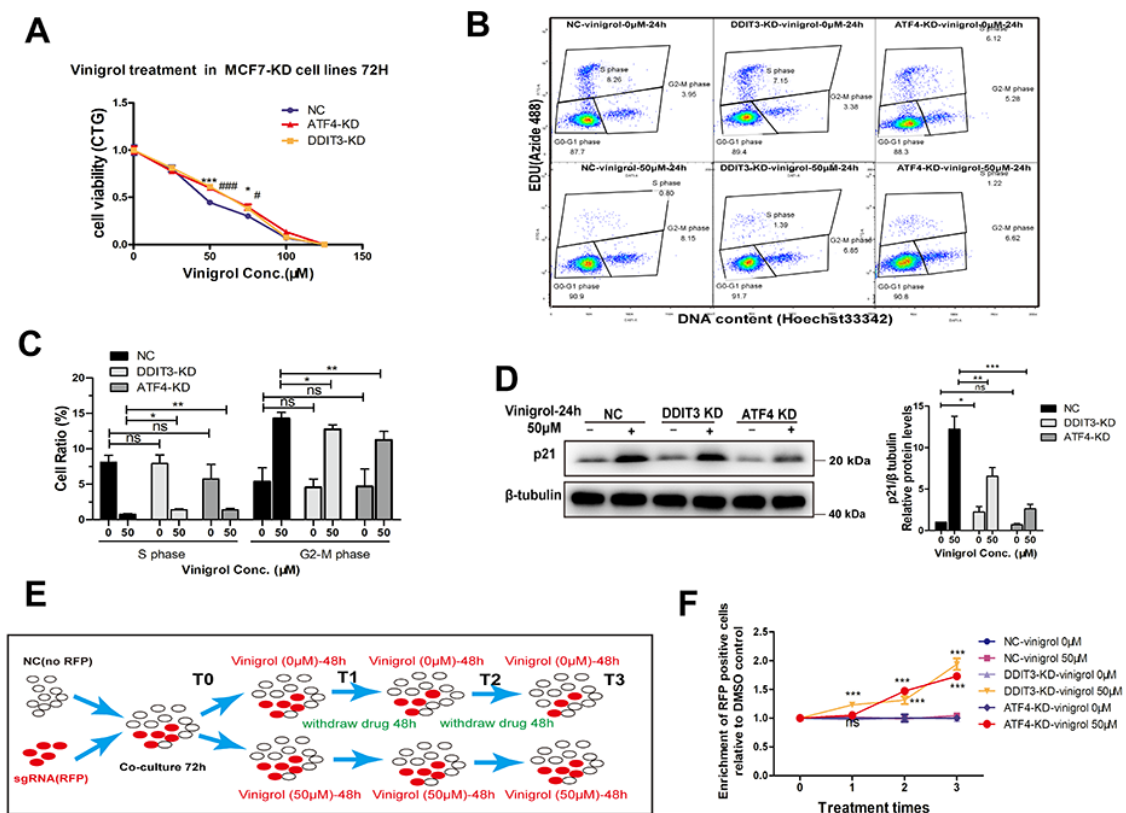 A
Vinigrol treatment in MCF7-KD cell lines 72H
NC
ATF4-KD
DDIT3-KD
cell viability (CTG)
1.5
1.0
0.5
0.0
*** ###
* #
0
50
100
150
Vinigrol Conc.(μM)
B
NC-vinigrol-0μM-24h
DDIT3-KD-vinigrol-0μM-24h
ATF4-KD-vinigrol-0μM-24h
S phase
8.26
G2-M phase
3.95
G0-G1 phase
87.7
S phase
7.15
G2-M phase
3.38
G0-G1 phase
89.4
S phase
6.12
G2-M phase
5.28
G0-G1 phase
88.3
NC-vinigrol-50μM-24h
DDIT3-KD-vinigrol-50μM-24h
ATF4-KD-vinigrol-50μM-24h
S phase
0.80
G2-M phase
8.15
G0-G1 phase
90.9
S phase
1.39
G2-M phase
6.85
G0-G1 phase
91.7
S phase
1.22
G2-M phase
6.62
G0-G1 phase
90.8
EDU(Azide 488)
DNA content (Hoechst33342)
C
NC
DDIT3-KD
ATF4-KD
Cell Ratio (%)
20
15
10
5
0
**
*
ns
ns
**
*
ns
ns
0 50 0 50 0 50 0 50 0 50 0 50
S phase
G2-M phase
Vinigrol Conc. (μM)
D
Vinigrol-24h
50μM
NC
DDIT3 KD
ATF4 KD
− + − + − +
p21
20 kDa
β-tubulin
40 kDa
***
**
ns
*
NC
DDIT3-KD
ATF4-KD
p21/β tubulin
Relative protein levels
15
10
5
0
0 50 0 50 0 50
Vinigrol Conc. (μM)
E
NC(no RFP)
sgRNA(RFP)
Co-culture 72h
T0
Vinigrol (0μM)-48h
Vinigrol (0μM)-48h
Vinigrol (0μM)-48h
T1
T2
T3
withdraw drug 48h
withdraw drug 48h
Vinigrol (50μM)-48h
Vinigrol (50μM)-48h
Vinigrol (50μM)-48h
F
Enrichment of RFP positive cells
relative to DMSO control
2.5
2.0
1.5
1.0
0.5
0.0
***
ns
***
***
***
***
0
1
2
3
Treatment times
NC-vinigrol 0μM
NC-vinigrol 50μM
DDIT3-KD-vinigrol 0μM
DDIT3-KD-vinigrol 50μM
ATF4-KD-vinigrol 0μM
ATF4-KD-vinigrol 50μM